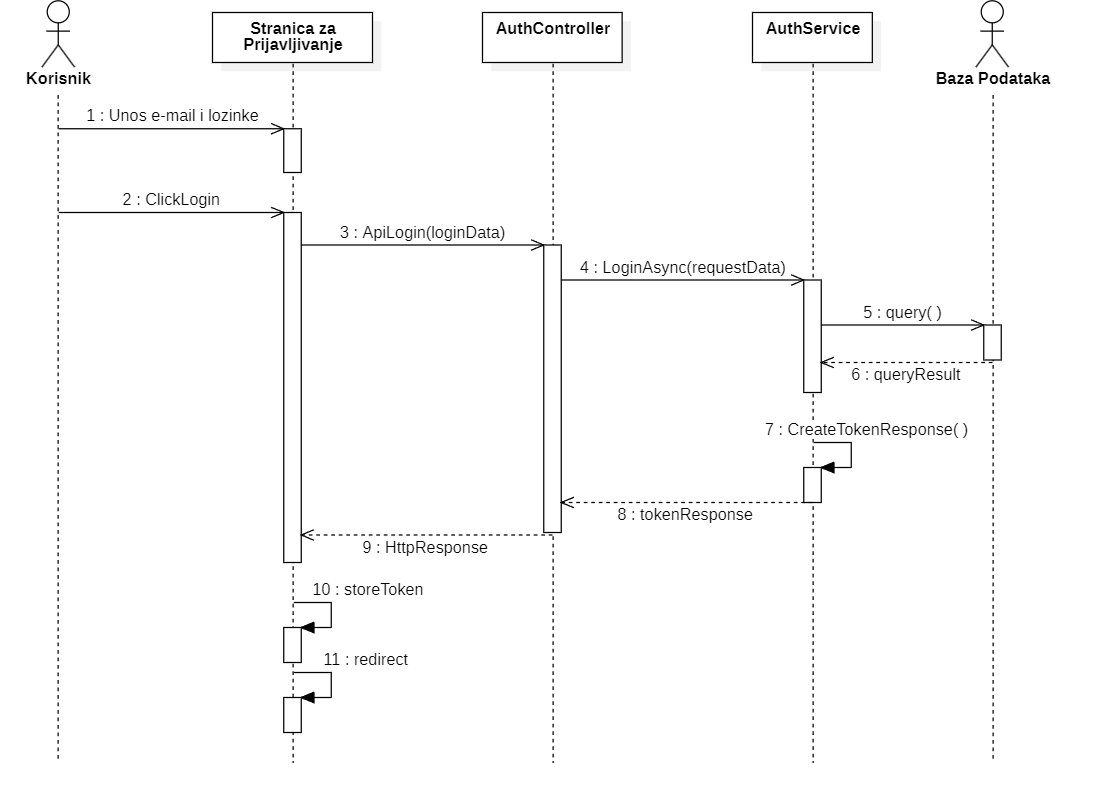 Stranica za
Prijavljivanje
AuthController
AuthService
Korisnik
Baza Podataka
1 : Unos e-mail i lozinke
2 : ClickLogin
3 : ApiLogin(loginData)
4 : LoginAsync(requestData)
5 : query( )
6 : queryResult
7 : CreateTokenResponse( )
8 : tokenResponse
9 : HttpResponse
10 : storeToken
11 : redirect